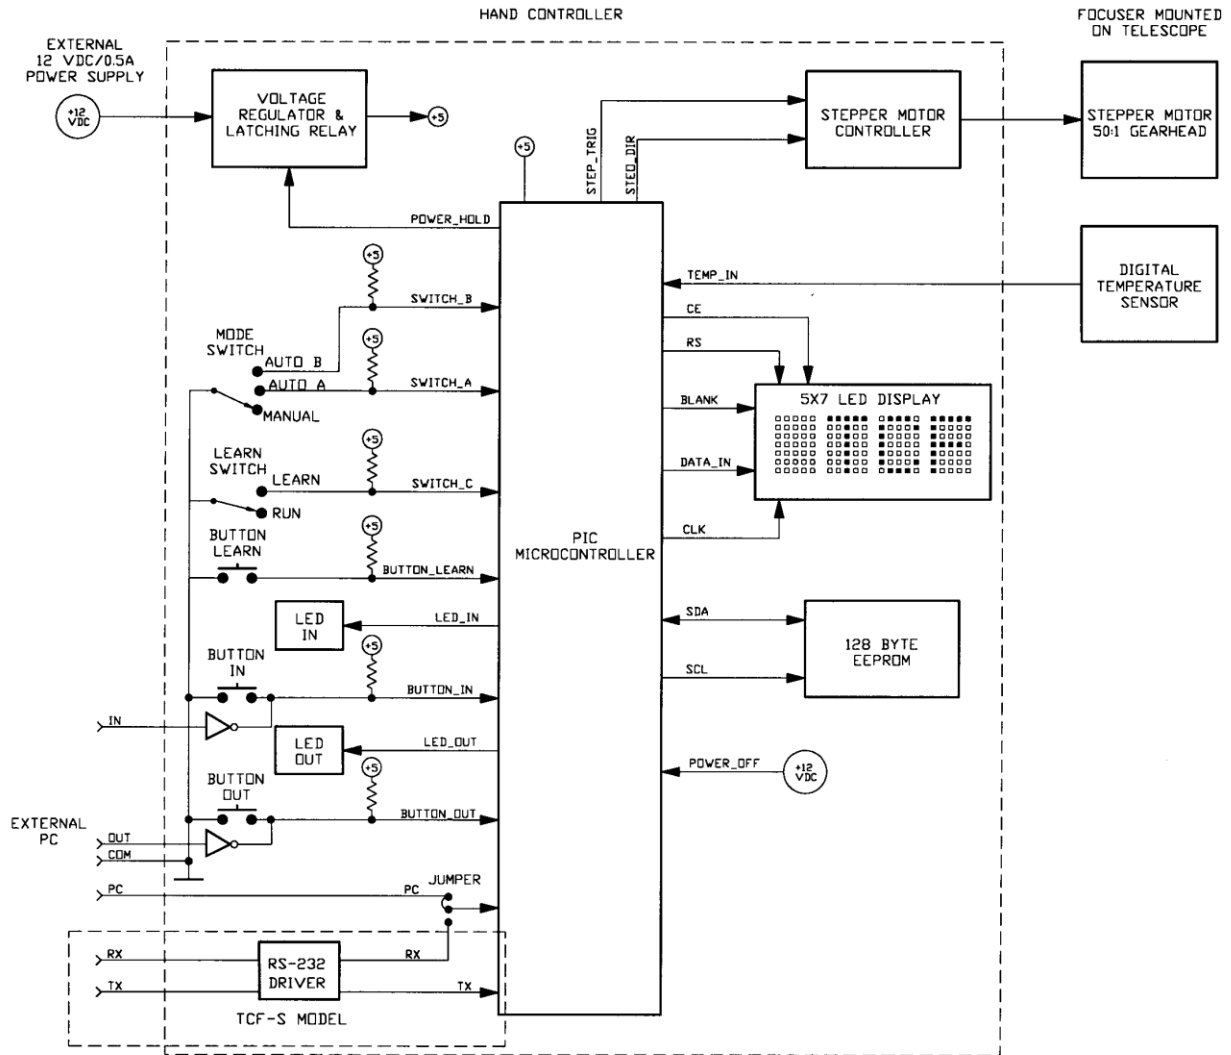 HAND CONTROLLER
FOCUSER MOUNTED
ON TELESCOPE
EXTERNAL
12 VDC/0.5A
POWER SUPPLY
+12
VDC
VOLTAGE
REGULATOR &
LATCHING RELAY
+5
STEPPER MOTOR
CONTROLLER
STEPPER MOTOR
50:1 GEARHEAD
+5
STEP_TRIG
STEO_DIR
POWER_HOLD
+5
SWITCH_B
TEMP_IN
DIGITAL
TEMPERATURE
SENSOR
CE
RS
MODE
SWITCH
AUTO B
+5
AUTO A
SWITCH_A
MANUAL
BLANK
5X7 LED DISPLAY
LEARN
SWITCH
+5
LEARN
SWITCH_C
RUN
DATA_IN
CLK
BUTTON
LEARN
+5
BUTTON_LEARN
PIC
MICROCONTROLLER
LED
IN
LED_IN
SDA
128 BYTE
EEPROM
SCL
BUTTON
IN
+5
BUTTON_IN
IN
LED
OUT
LED_OUT
POWER_OFF
+12
VDC
BUTTON
OUT
+5
BUTTON_OUT
EXTERNAL
PC
OUT
COM
JUMPER
PC
PC
RX
RS-232
DRIVER
RX
TX
TX
TCF-S MODEL